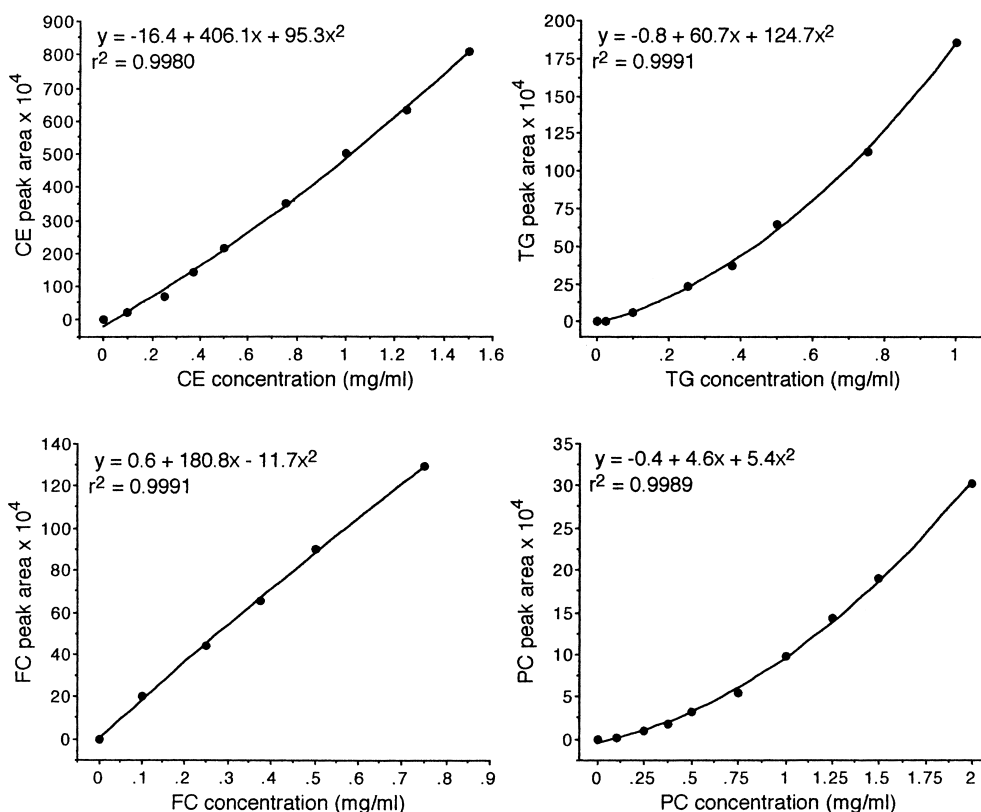 y = -16.4 + 406.1x + 95.3x²
r² = 0.9980
CE peak area x 10⁴
900
800
700
600
500
400
300
200
100
0
0 .2 .4 .6 .8 1 1.2 1.4 1.6
CE concentration (mg/ml)
y = -0.8 + 60.7x + 124.7x²
r² = 0.9991
TG peak area x 10⁴
200
175
150
125
100
75
50
25
0
0 .2 .4 .6 .8 1
TG concentration (mg/ml)
y = 0.6 + 180.8x - 11.7x²
r² = 0.9991
FC peak area x 10⁴
140
120
100
80
60
40
20
0
0 .1 .2 .3 .4 .5 .6 .7 .8 .9
FC concentration (mg/ml)
y = -0.4 + 4.6x + 5.4x²
r² = 0.9989
PC peak area x 10⁴
35
30
25
20
15
10
5
0
0 .25 .5 .75 1 1.25 1.5 1.75 2
PC concentration (mg/ml)